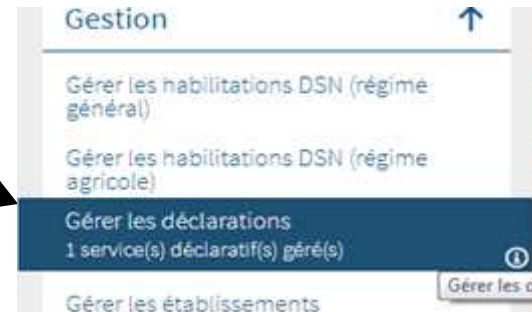 Gestion
Gérer les habilitations DSN (régime
général)
Gérer les habilitations DSN (régime
agricole)
Gérer les déclarations
1 service(s) déclaratif(s) géré(s)
Gérer les d
Gérer les établissements